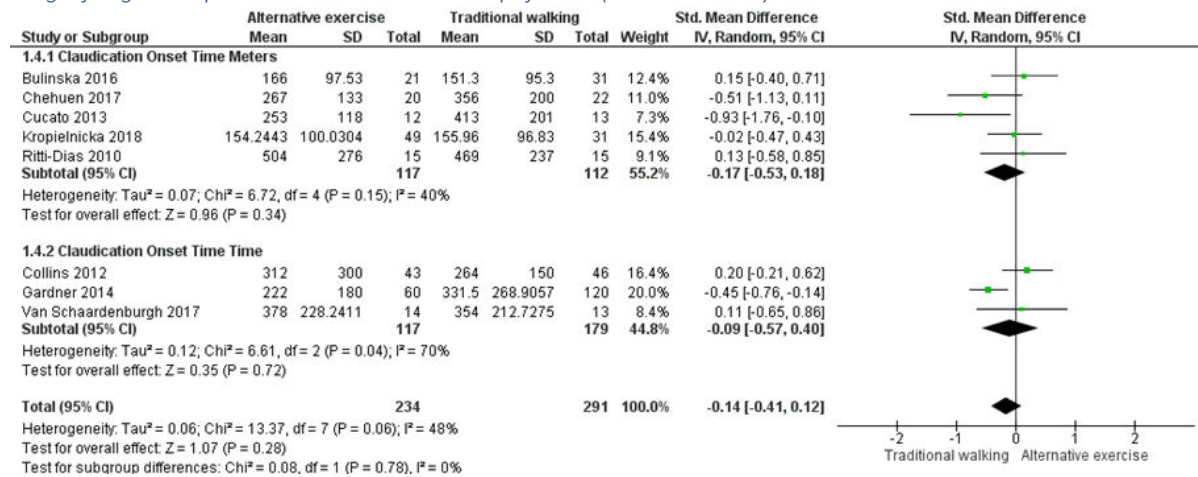 Alternative exercise Traditional walking Std. Mean Difference Std. Mean Difference
Study or Subgroup Mean SD Total Mean SD Total Weight IV, Random, 95% CI IV, Random, 95% CI
1.4.1 Claudication Onset Time Meters
Bulinska 2016 166 97.53 21 151.3 95.3 31 12.4% 0.15 [-0.40, 0.71]
Chehuen 2017 267 133 20 356 200 22 11.0% -0.51 [-1.13, 0.11]
Cucato 2013 253 118 12 413 201 13 7.3% -0.93 [-1.76, -0.10]
Kropielnicka 2018 154.2443 100.0304 49 155.96 96.83 31 15.4% -0.02 [-0.47, 0.43]
Ritti-Dias 2010 504 276 15 469 237 15 9.1% 0.13 [-0.58, 0.85]
Subtotal (95% CI) 117 112 55.2% -0.17 [-0.53, 0.18]
Heterogeneity: Tau² = 0.07; Chi² = 6.72, df = 4 (P = 0.15); I² = 40%
Test for overall effect: Z = 0.96 (P = 0.34)
1.4.2 Claudication Onset Time Time
Collins 2012 312 300 43 264 150 46 16.4% 0.20 [-0.21, 0.62]
Gardner 2014 222 180 60 331.5 268.9057 120 20.0% -0.45 [-0.76, -0.14]
Van Schaardenburgh 2017 378 228.2411 14 354 212.7275 13 8.4% 0.11 [-0.65, 0.86]
Subtotal (95% CI) 117 179 44.8% -0.09 [-0.57, 0.40]
Heterogeneity: Tau² = 0.12; Chi² = 6.61, df = 2 (P = 0.04); I² = 70%
Test for overall effect: Z = 0.35 (P = 0.72)
Total (95% CI) 234 291 100.0% -0.14 [-0.41, 0.12]
Heterogeneity: Tau² = 0.06; Chi² = 13.37, df = 7 (P = 0.06); I² = 48%
Test for overall effect: Z = 1.07 (P = 0.28)
Test for subgroup differences: Chi² = 0.08, df = 1 (P = 0.78), I² = 0%
-2 -1 0 1 2
Traditional walking Alternative exercise